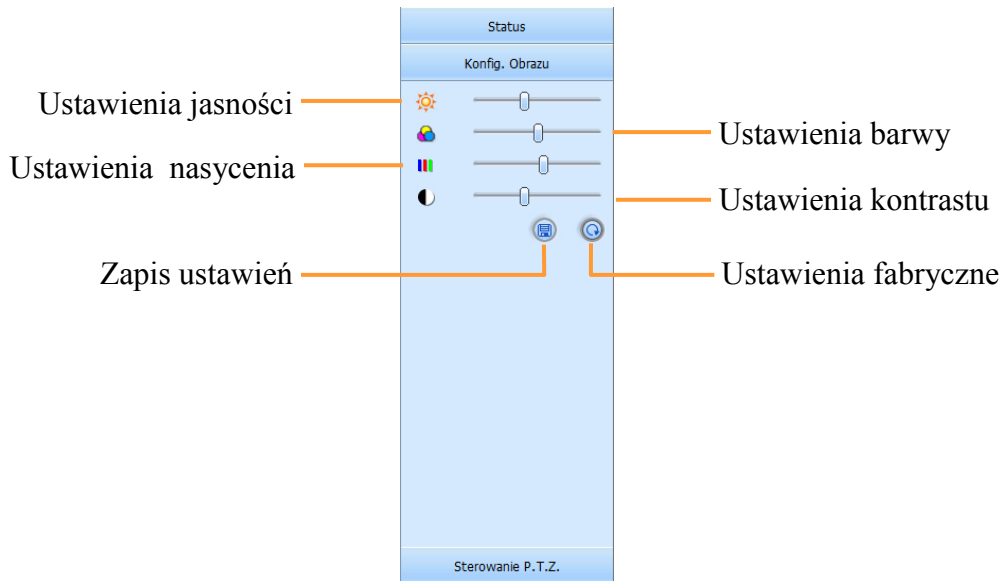 Status
Konfig. Obrazu
Ustawienia jasności
Ustawienia barwy
Ustawienia nasycenia
Ustawienia kontrastu
Zapis ustawień
Ustawienia fabryczne
Sterowanie P.T.Z.